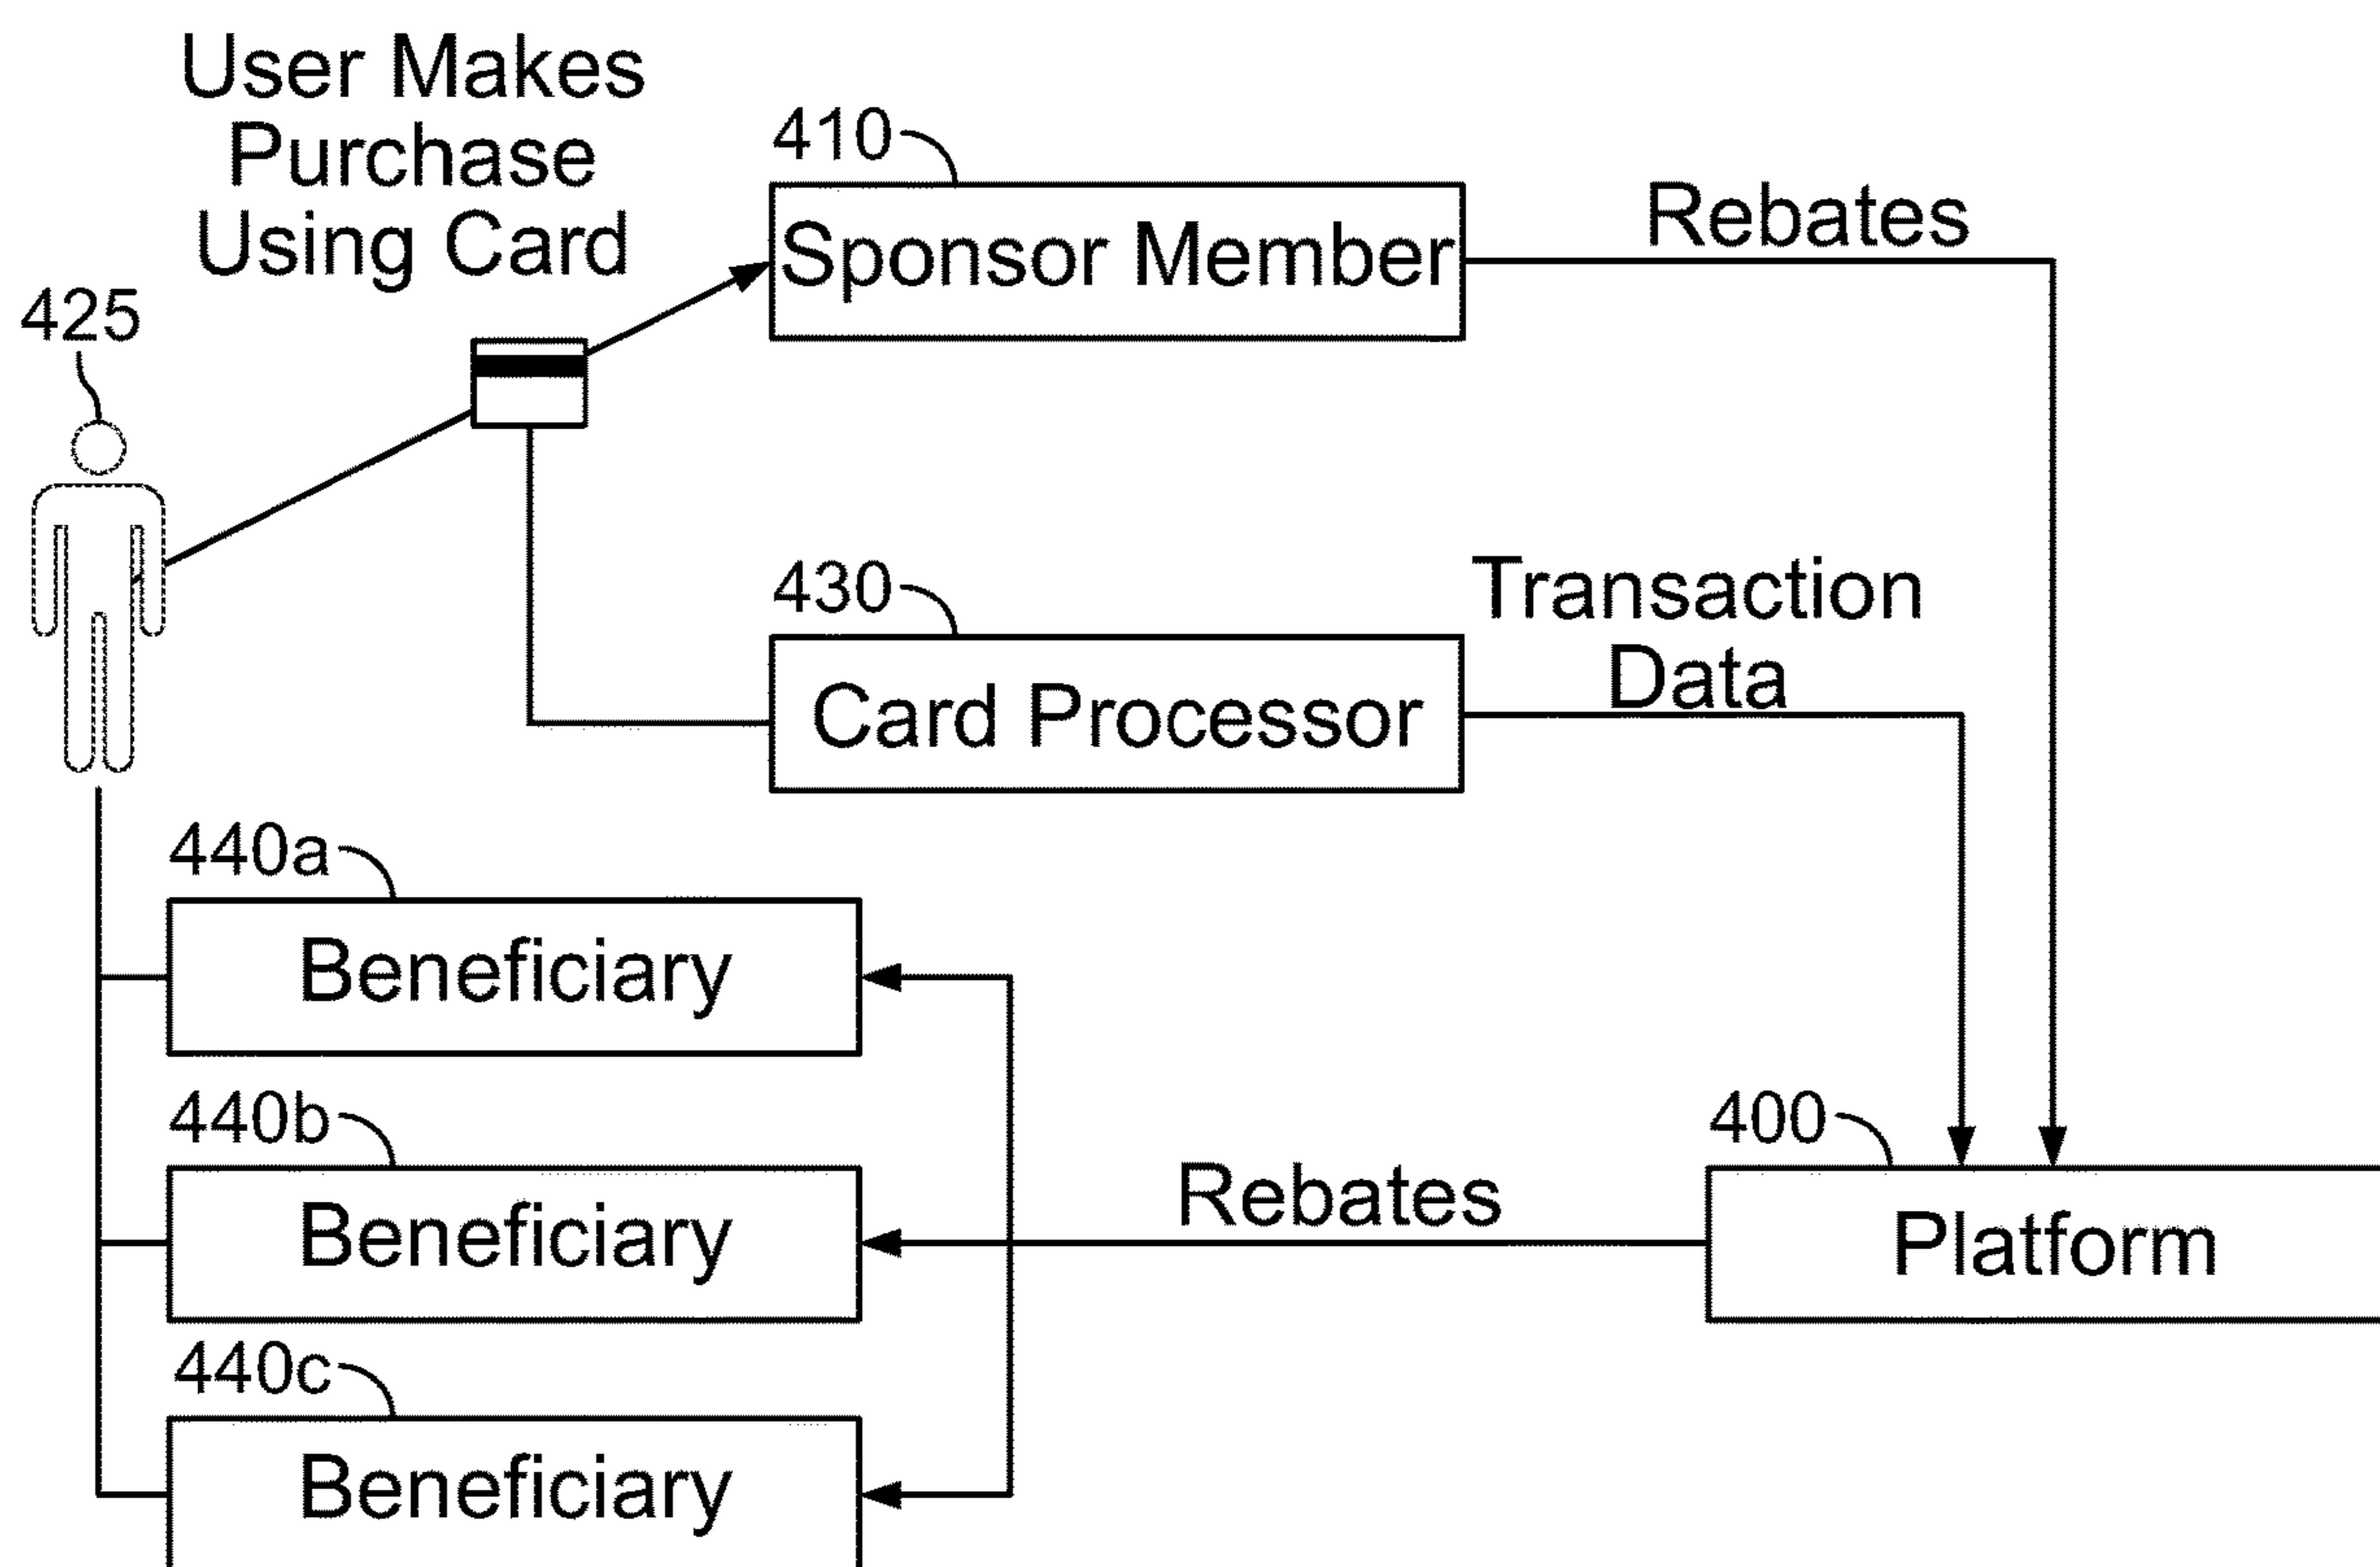 User Makes
Purchase
Using Card
410
Sponsor Member
Rebates
425
430
Card Processor
Transaction
Data
440a
Beneficiary
440b
Beneficiary
Rebates
400
Platform
440c
Beneficiary